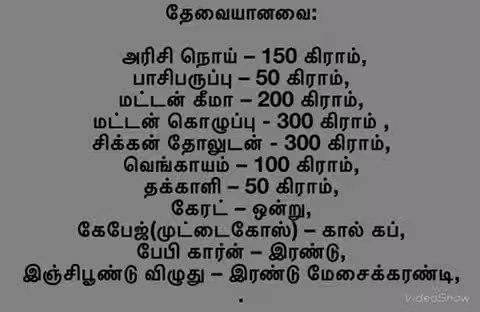 தேவையானவை:
அரிசி நொய் – 150 கிராம்,
பாசிபருப்பு – 50 கிராம்,
மட்டன் கீமா – 200 கிராம்,
மட்டன் கொழுப்பு - 300 கிராம் ,
சிக்கன் தோலுடன் - 300 கிராம்,
வெங்காயம் – 100 கிராம்,
தக்காளி – 50 கிராம்,
கேரட் – ஒன்று,
கேபேஜ்(முட்டைகோஸ்) – கால் கப்,
பேபி கார்ன் – இரண்டு,
இஞ்சிபூண்டு விழுது – இரண்டு மேசைக்கரண்டி,
.
VideoShow